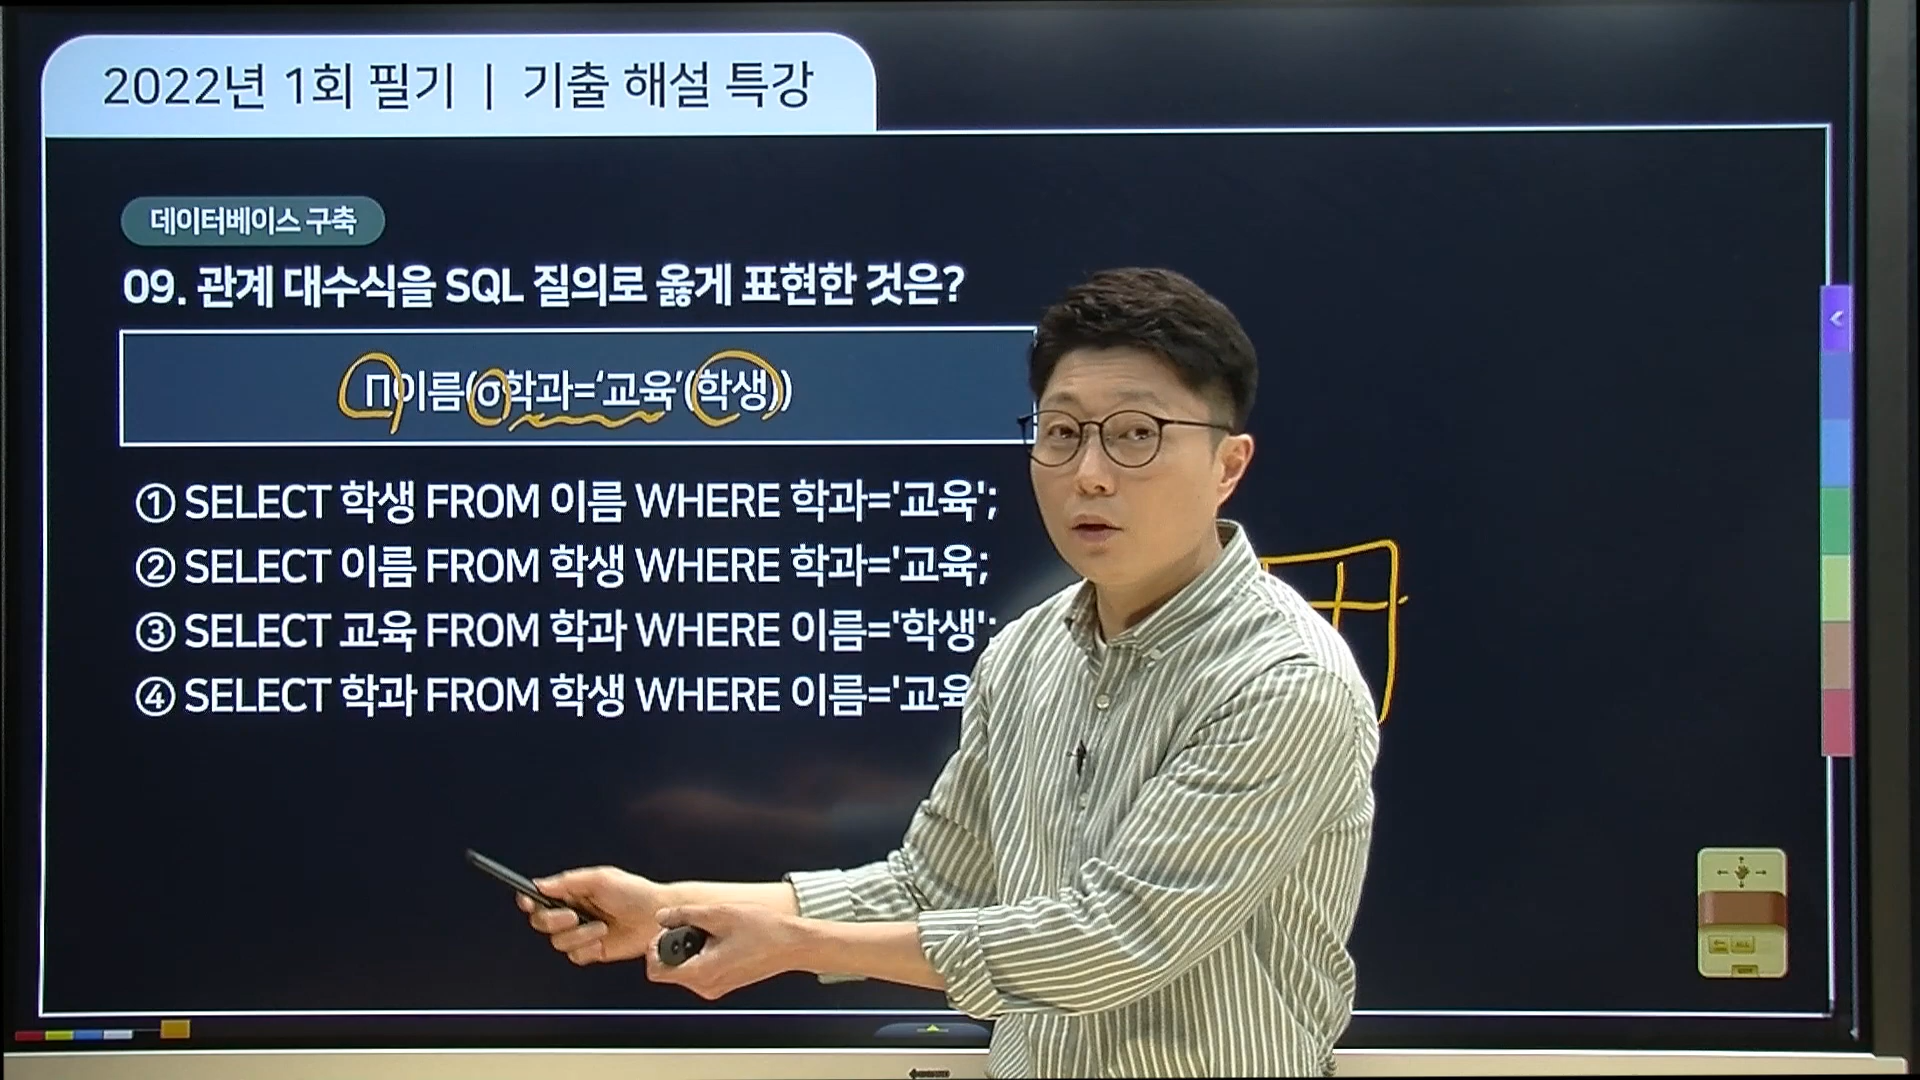 2022년 1회 필기 | 기출 해설 특강
데이터베이스 구축
09. 관계 대수식을 SQL 질의로 옳게 표현한 것은?
П이름(σ학과=‘교육’(학생))
① SELECT 학생 FROM 이름 WHERE 학과='교육';
② SELECT 이름 FROM 학생 WHERE 학과='교육;
③ SELECT 교육 FROM 학과 WHERE 이름='학생';
④ SELECT 학과 FROM 학생 WHERE 이름='교육